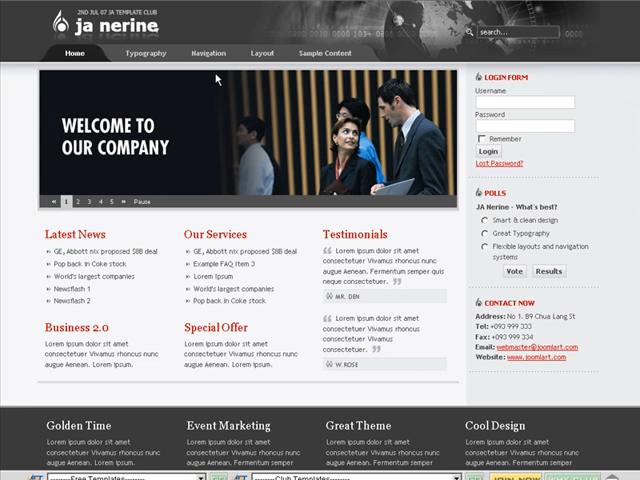 2ND JUL 07 JA TEMPLATE CLUB
ja nerine
search...
Home Typography Navigation Layout Sample Content
WELCOME TO
OUR COMPANY
« 1 2 3 4 5 » Pause
Latest News
GE, Abbott nix proposed $8B deal
Pop back in Coke stock
World's largest companies
Newsflash 1
Newsflash 2
Our Services
GE, Abbott nix proposed $8B deal
Example FAQ Item 3
Lorem Ipsum
World's largest companies
Pop back in Coke stock
Testimonials
Lorem ipsum dolor sit amet
consectetuer Vivamus rhoncus
augue Aenean. Fermentum semper quis
neque consectetuer.
MR. DEN
Lorem ipsum dolor sit amet
consectetuer Vivamus rhoncus
consectetuer.
W.ROSE
Business 2.0
Lorem ipsum dolor sit amet
consectetuer Vivamus rhoncus nunc
augue Aenean. Lorem ipsum.
Special Offer
Lorem ipsum dolor sit amet
consectetuer Vivamus rhoncus nunc
augue Aenean. Lorem ipsum.
LOGIN FORM
Username
Password
Remember
Login
Lost Password?
POLLS
JA Nerine - What's best?
Smart & clean design
Great Typography
Flexible layouts and navigation
systems
Vote Results
CONTACT NOW
Address: No 1. B9 Chua Lang St
Tel: +093 999 333
Fax: +093 999 334
Email: webmaster@joomlart.com
Website: www.joomlart.com
Golden Time
Lorem ipsum dolor sit amet
consectetuer Vivamus rhoncus nunc
augue Aenean. Lorem ipsum.
Event Marketing
Lorem ipsum dolor sit amet
consectetuer Vivamus rhoncus nunc
augue Aenean. Fermentum semper
Great Theme
Lorem ipsum dolor sit amet
consectetuer Vivamus rhoncus nunc
augue Aenean. Lorem ipsum.
Cool Design
Lorem ipsum dolor sit amet
consectetuer Vivamus rhoncus nunc
augue Aenean. Fermentum semper
---------Free Templates---------
---------Club Templates---------
JOIN NOW